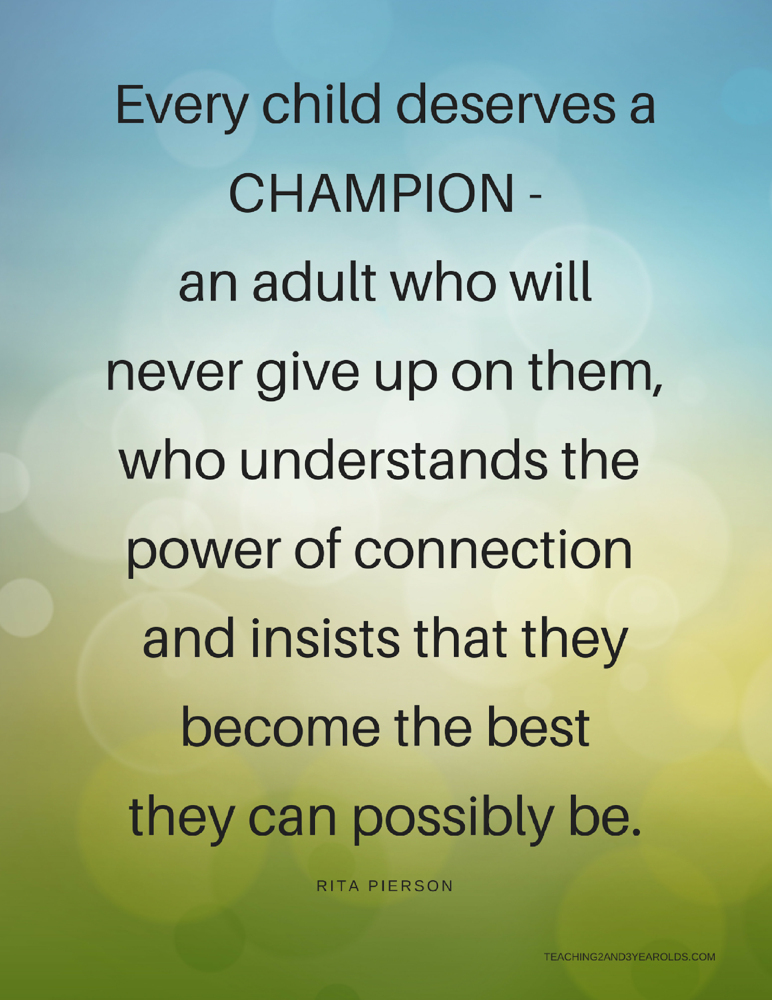 Every child deserves a
CHAMPION -
an adult who will
never give up on them,
who understands the
power of connection
and insists that they
become the best
they can possibly be.
RITA PIERSON
TEACHING2AND3YEAROLDS.COM